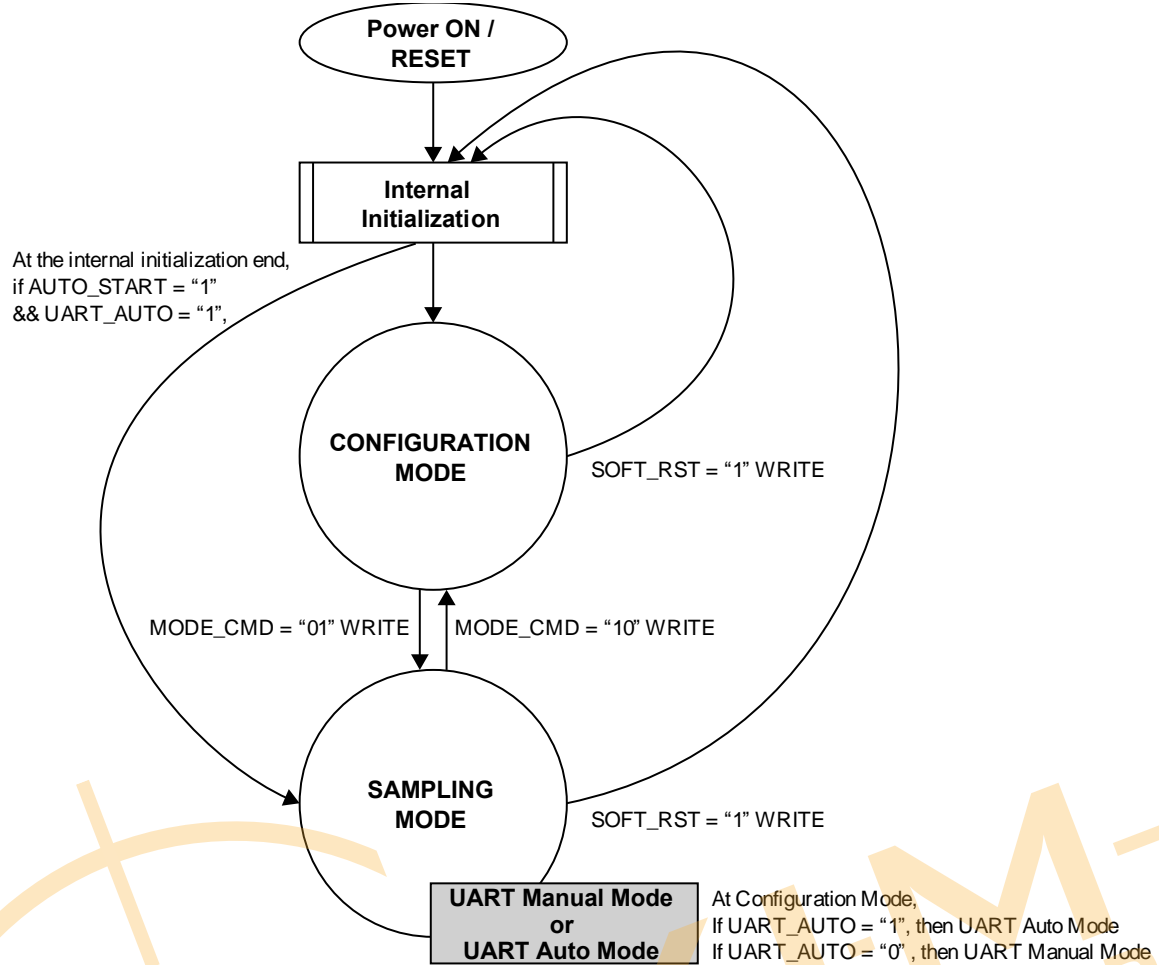 Power ON /
RESET
Internal
Initialization
At the internal initialization end,
if AUTO_START = “1”
&& UART_AUTO = “1”,
CONFIGURATION
MODE
SOFT_RST = “1” WRITE
MODE_CMD = “01” WRITE
MODE_CMD = “10” WRITE
SAMPLING
MODE
SOFT_RST = “1” WRITE
UART Manual Mode
or
UART Auto Mode
At Configuration Mode,
If UART_AUTO = “1”, then UART Auto Mode
If UART_AUTO = “0” , then UART Manual Mode